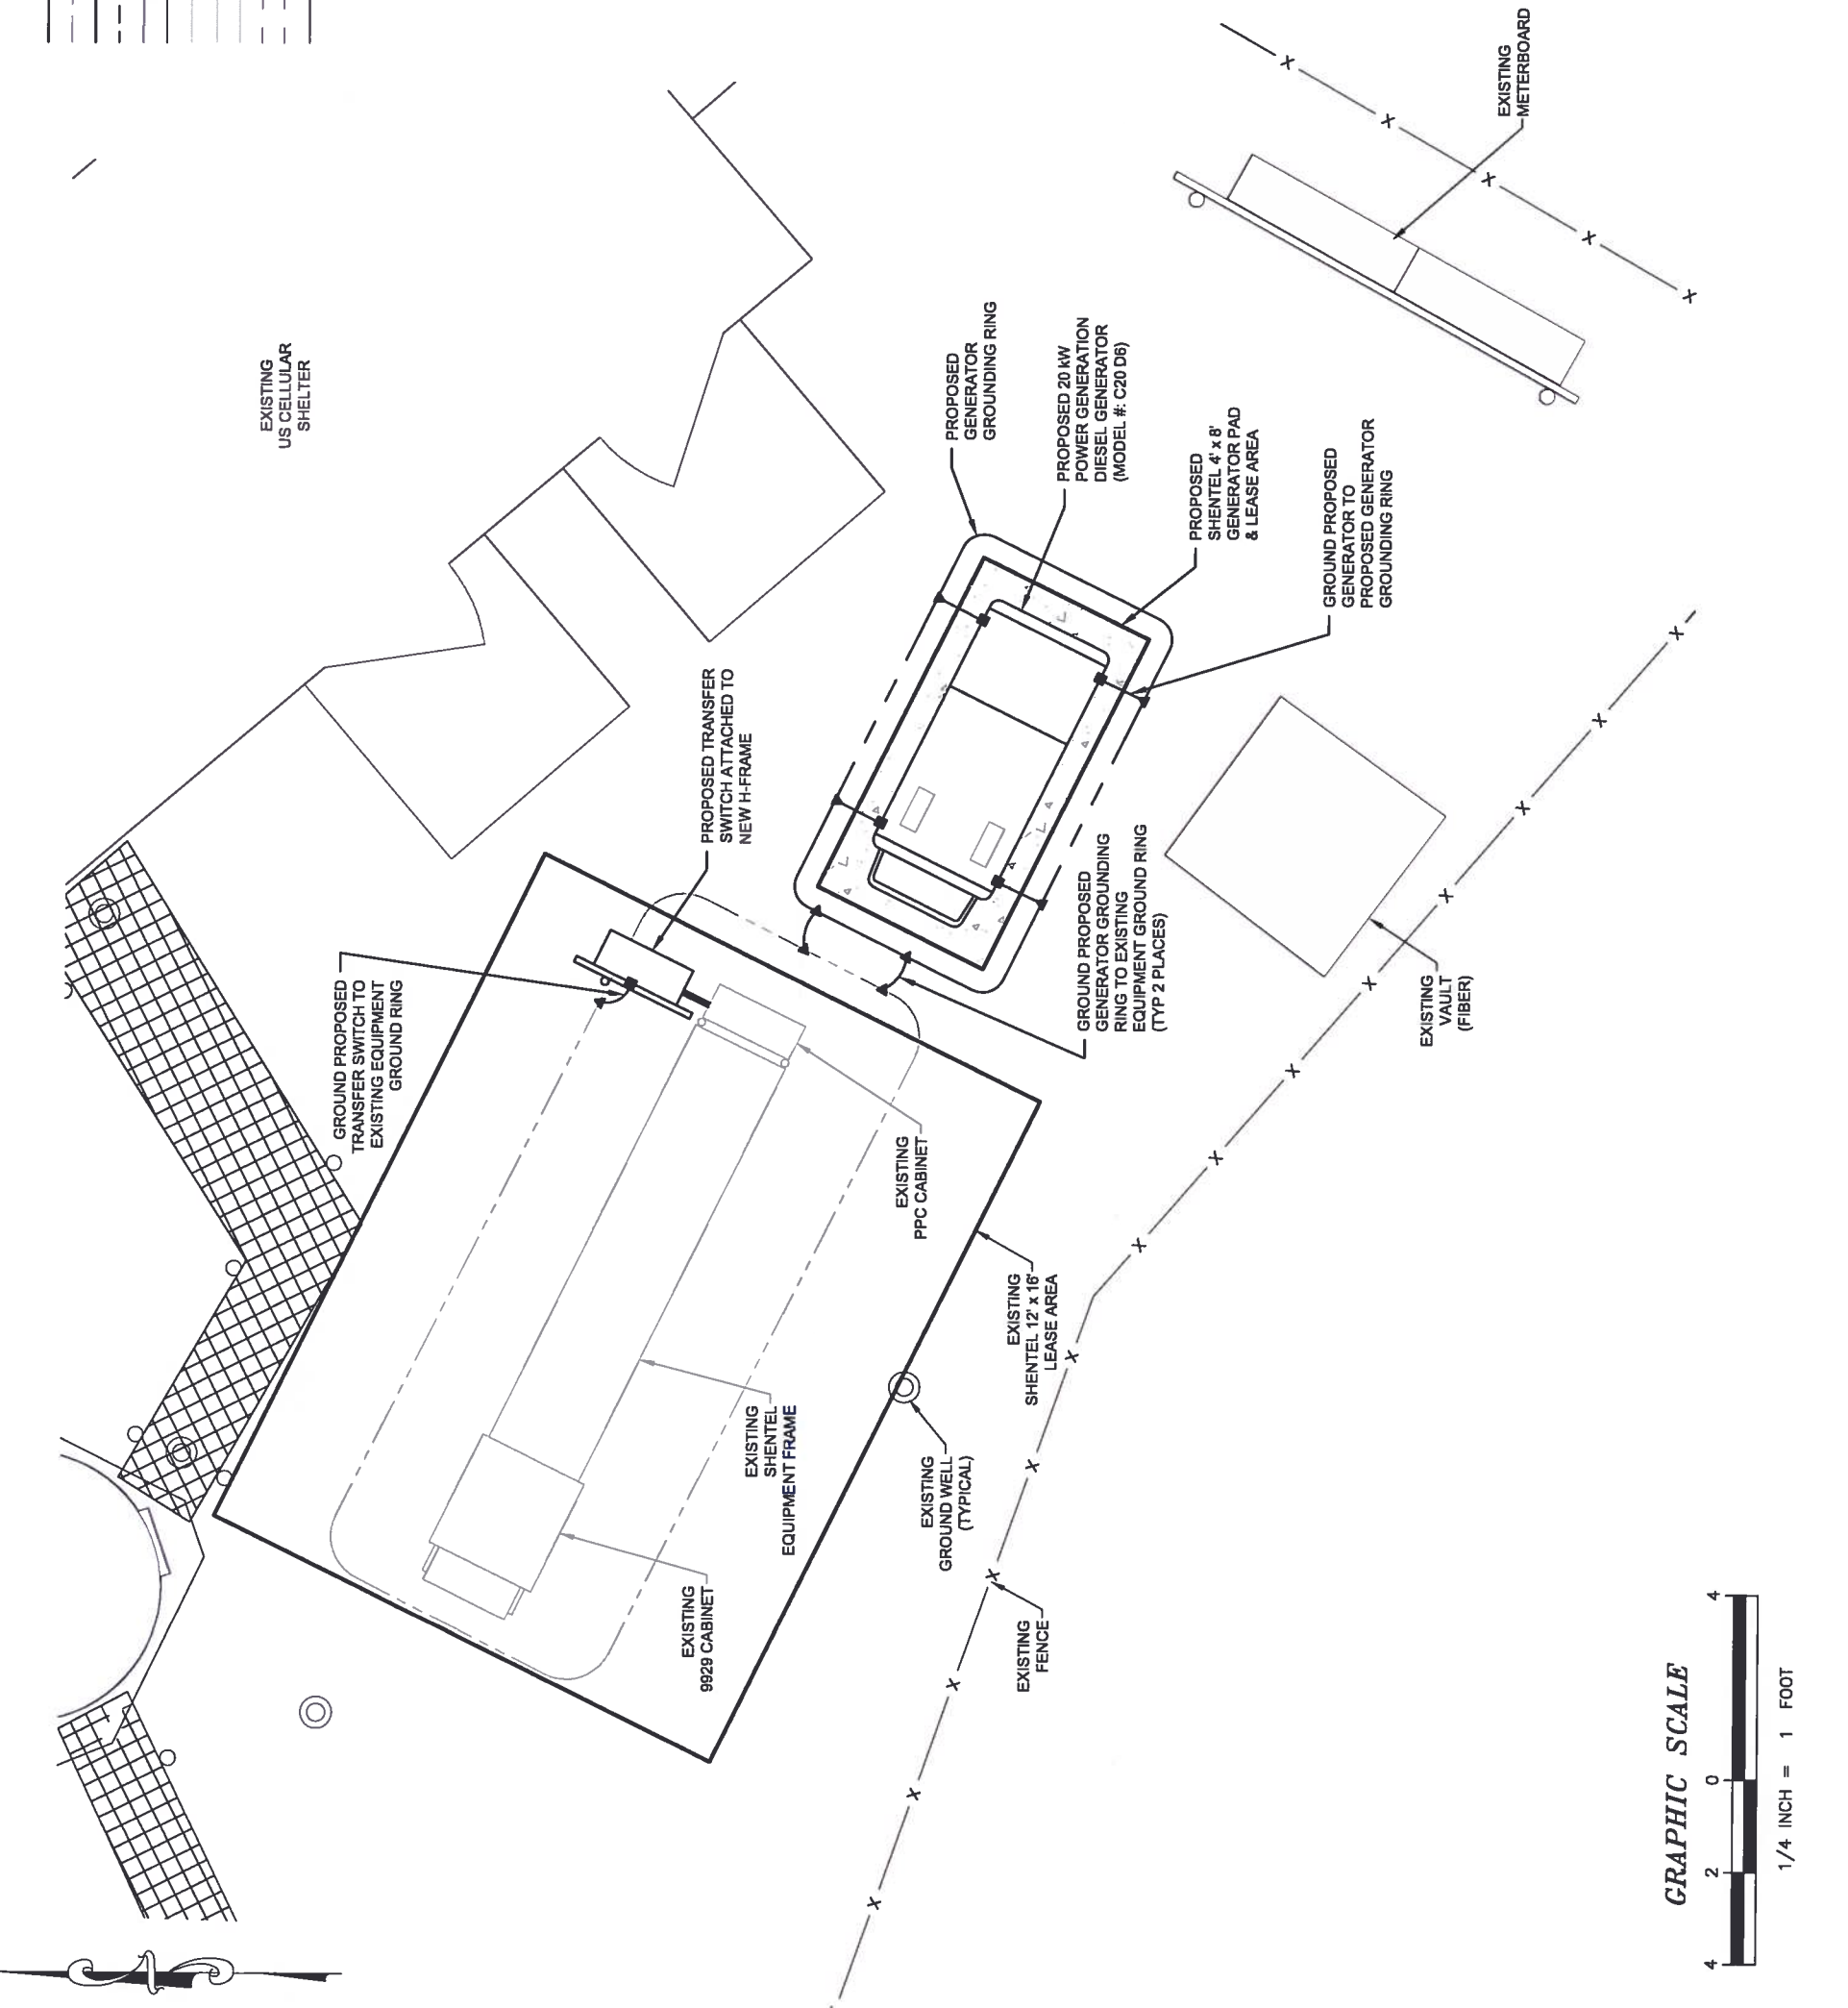 EXISTING
US CELLULAR
SHELTER
EXISTING
METERBOARD
PROPOSED
GENERATOR
GROUNDING RING
PROPOSED 20 kW
POWER GENERATION
DIESEL GENERATOR
(MODEL #: C20 D6)
PROPOSED
SHENTEL 4' x 8'
GENERATOR PAD
& LEASE AREA
GROUND PROPOSED
GENERATOR TO
PROPOSED GENERATOR
GROUNDING RING
PROPOSED TRANSFER
SWITCH ATTACHED TO
NEW H-FRAME
GROUND PROPOSED
TRANSFER SWITCH TO
EXISTING EQUIPMENT
GROUND RING
GROUND PROPOSED
GENERATOR GROUNDING
RING TO EXISTING
EQUIPMENT GROUND RING
(TYP 2 PLACES)
EXISTING
VAULT
(FIBER)
EXISTING
PPC CABINET
EXISTING
SHENTEL 12' x 16'
LEASE AREA
EXISTING
SHENTEL
EQUIPMENT FRAME
EXISTING
GROUND WELL
(TYPICAL)
EXISTING
9929 CABINET
EXISTING
FENCE
GRAPHIC SCALE
4 2 0 4
1/4 INCH = 1 FOOT